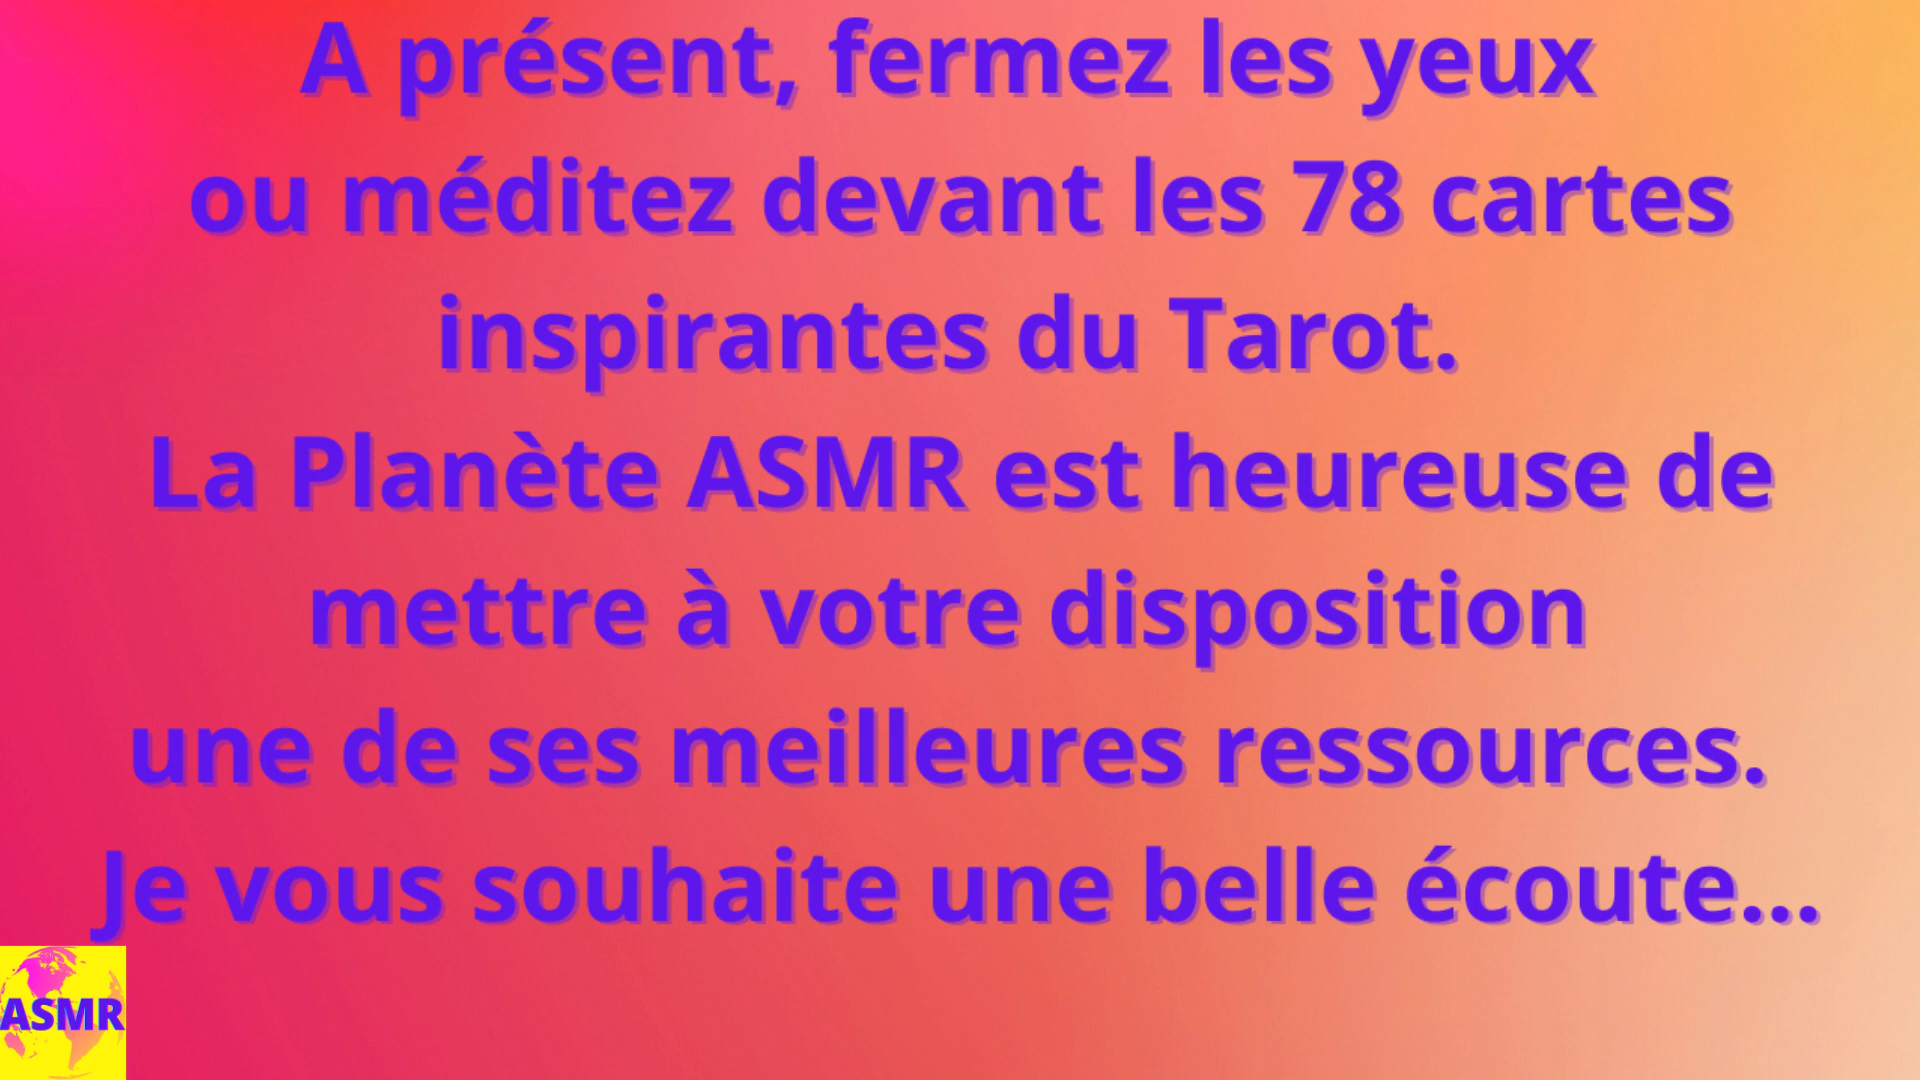 A présent, fermez les yeux
ou méditez devant les 78 cartes
inspirantes du Tarot.
La Planète ASMR est heureuse de
mettre à votre disposition
une de ses meilleures ressources.
Je vous souhaite une belle écoute...
ASMR